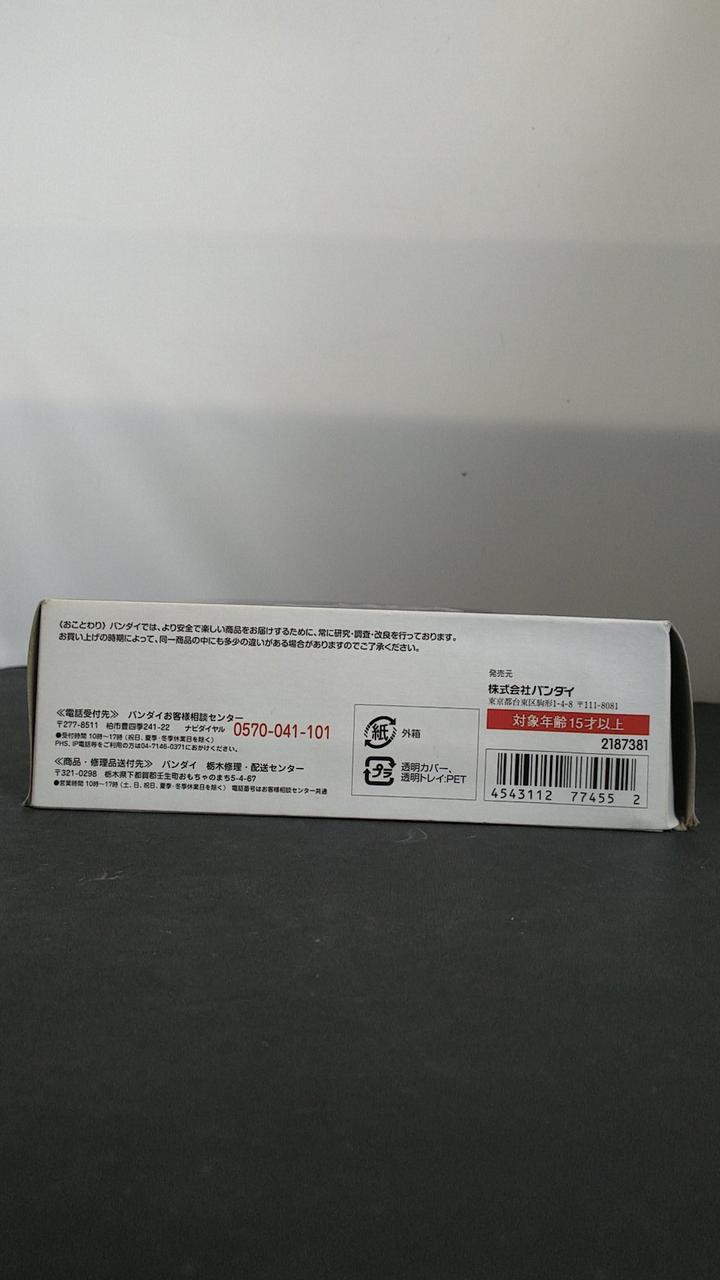 《おことわり》バンダイでは、より安全で楽しい商品をお届けするために、常に研究・調査・改良を行っております。
お買い上げの時期によって、同一商品の中にも多少の違いがある場合がありますのでご了承ください。
≪電話受付先≫ バンダイお客様相談センター
〒277-8511 柏市豊四季241-22 ナビダイヤル 0570-041-101
●受付時間 10時〜17時 (祝日、夏季・冬季休業日を除く)
PHS、IP電話等をご利用の方は04-7146-0371におかけください。
≪商品・修理品送付先≫ バンダイ 栃木修理・配送センター
〒321-0298 栃木県下都賀郡壬生町おもちゃのまち5-4-67
●営業時間 10時〜17時 (土、日、祝日、夏季・冬季休業日を除く) 電話番号はお客様相談センター共通
紙 外箱
プラ 透明カバー、
透明トレイ:PET
発売元
株式会社バンダイ
東京都台東区駒形1-4-8 〒111-8081
対象年齢15才以上
2187381
4543112 77455 2